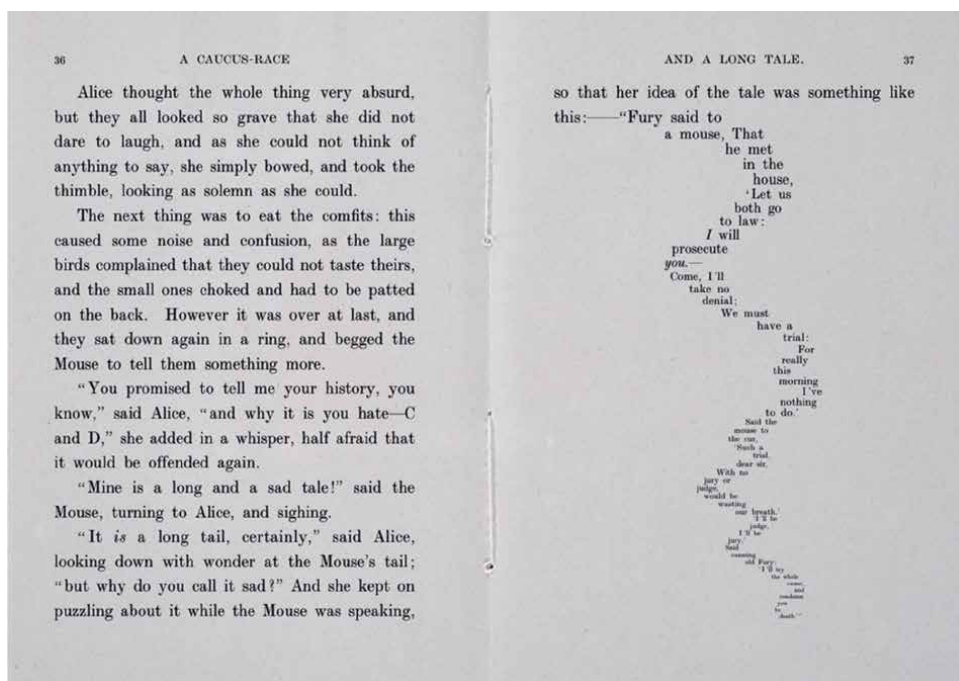 36
A CAUCUS-RACE
Alice thought the whole thing very absurd,
but they all looked so grave that she did not
dare to laugh, and as she could not think of
anything to say, she simply bowed, and took the
thimble, looking as solemn as she could.
The next thing was to eat the comfits: this
caused some noise and confusion, as the large
birds complained that they could not taste theirs,
and the small ones choked and had to be patted
on the back. However it was over at last, and
they sat down again in a ring, and begged the
Mouse to tell them something more.
"You promised to tell me your history, you
know," said Alice, "and why it is you hate—C
and D," she added in a whisper, half afraid that
it would be offended again.
"Mine is a long and a sad tale!" said the
Mouse, turning to Alice, and sighing.
"It is a long tail, certainly," said Alice,
looking down with wonder at the Mouse's tail;
"but why do you call it sad?" And she kept on
puzzling about it while the Mouse was speaking,
AND A LONG TALE.
37
so that her idea of the tale was something like
this:——"Fury said to
a mouse, That
he met
in the
house,
'Let us
both go
to law:
I will
prosecute
you.—
Come, I'll
take no
denial;
We must
have a
trial:
For
really
this
morning
I've
nothing
to do.'
Said the
mouse to
the cur,
'Such a
trial,
dear sir,
With no
jury or
judge,
would be
wasting
our breath.'
'I'll be
judge,
I'll be
jury,'
Said
cunning
old Fury:
'I'll try
the whole
cause,
and
condemn
you
to
death.'"